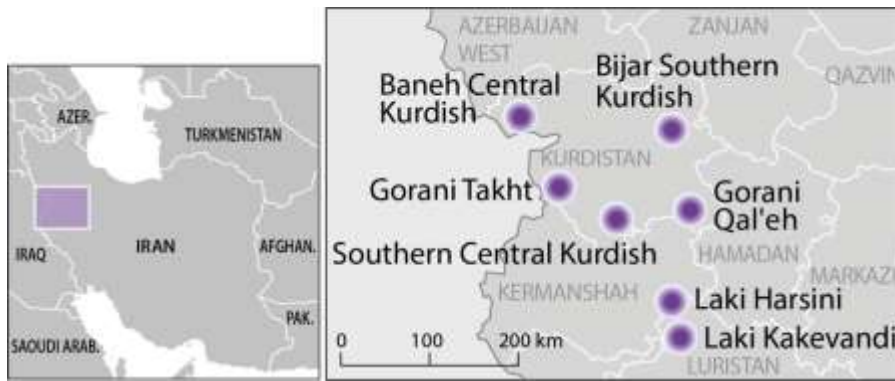 AZER.
TURKMENISTAN
IRAN
AFGHAN.
IRAQ
PAK.
SAOUDI ARAB.
AZERBAIJAN
WEST
ZANJAN
QAZVIN
Baneh Central
Kurdish
Bijar Southern
Kurdish
KURDISTAN
Gorani Takht
Gorani
Qal'eh
Southern Central Kurdish
HAMADAN
MARKAZI
KERMANSHAH
Laki Harsini
0 100 200 km
Laki Kakevandi
LURISTAN